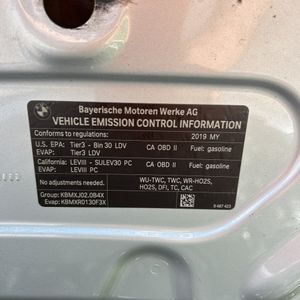 BMW
Bayerische Motoren Werke AG
VEHICLE EMISSION CONTROL INFORMATION
Conforms to regulations: 2019 MY
U.S. EPA: Tier3 - Bin 30 LDV CA OBD II Fuel: gasoline
EVAP: Tier3 LDV
California: LEVIII - SULEV30 PC CA OBD II Fuel: gasoline
EVAP: LEVIII PC
No adjustments needed. WU-TWC, TWC, WR-HO2S,
HO2S, DFI, TC, CAC
Group: KBMXJ02.0B4X
Evap: KBMXR0130F3X